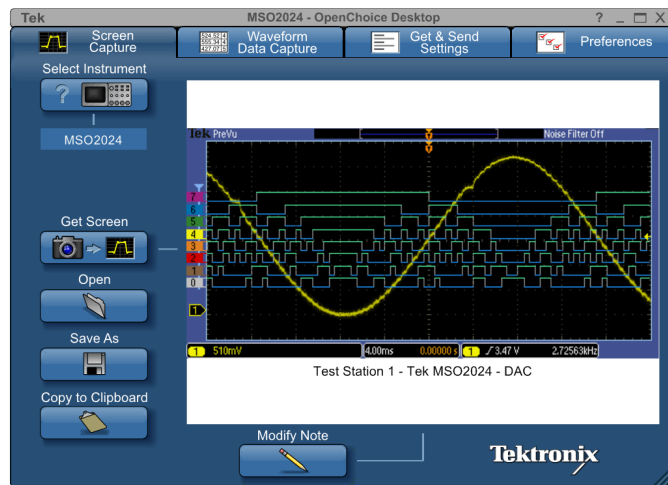 Tek
MSO2024 - OpenChoice Desktop
? _ X
Screen
Capture
Waveform
Data Capture
Get & Send
Settings
Preferences
Select Instrument
?
MSO2024
Get Screen
Open
Save As
Copy to Clipboard
Tek PreVu
Noise Filter Off
7
6
5
4
3
2
1
0
1
1 510mV
4.00ms 0.00000 s
1 3.47 V 2.72563kHz
Test Station 1 - Tek MSO2024 - DAC
Modify Note
Tektronix